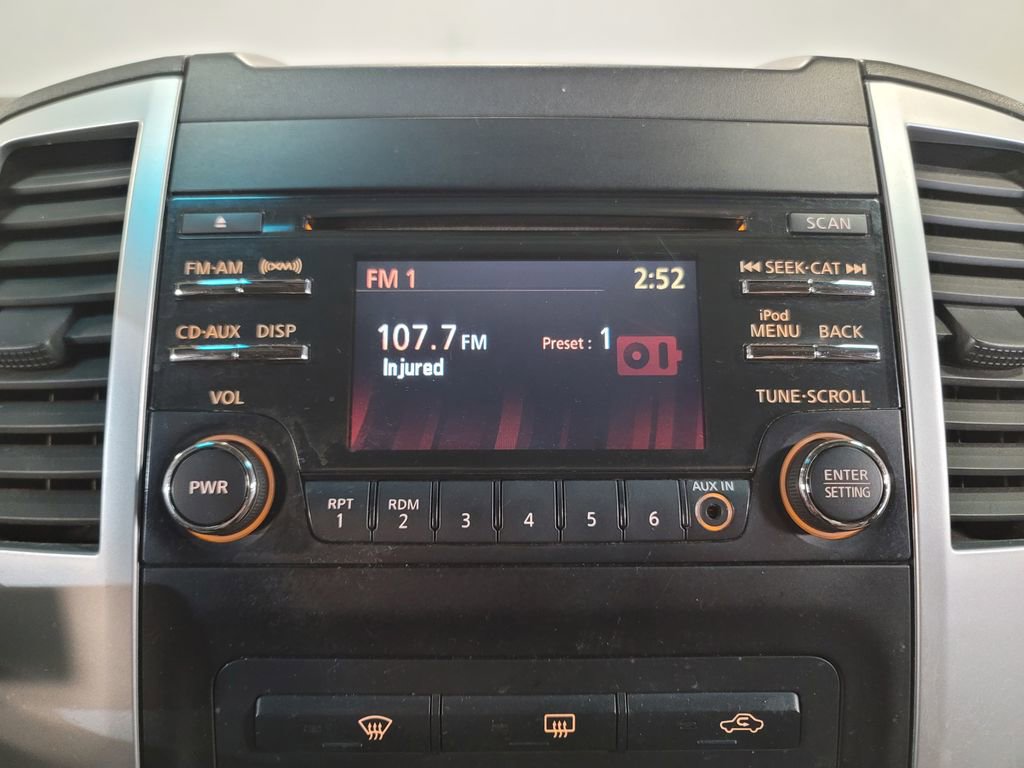 SCAN
FM·AM ((XM)) |◀◀ SEEK·CAT ▶▶|
FM 1 2:52
CD·AUX DISP
107.7 FM Preset : 1
Injured
iPod
MENU BACK
VOL TUNE·SCROLL
PWR
ENTER
SETTING
RPT
1
RDM
2
3
4
5
6
AUX IN